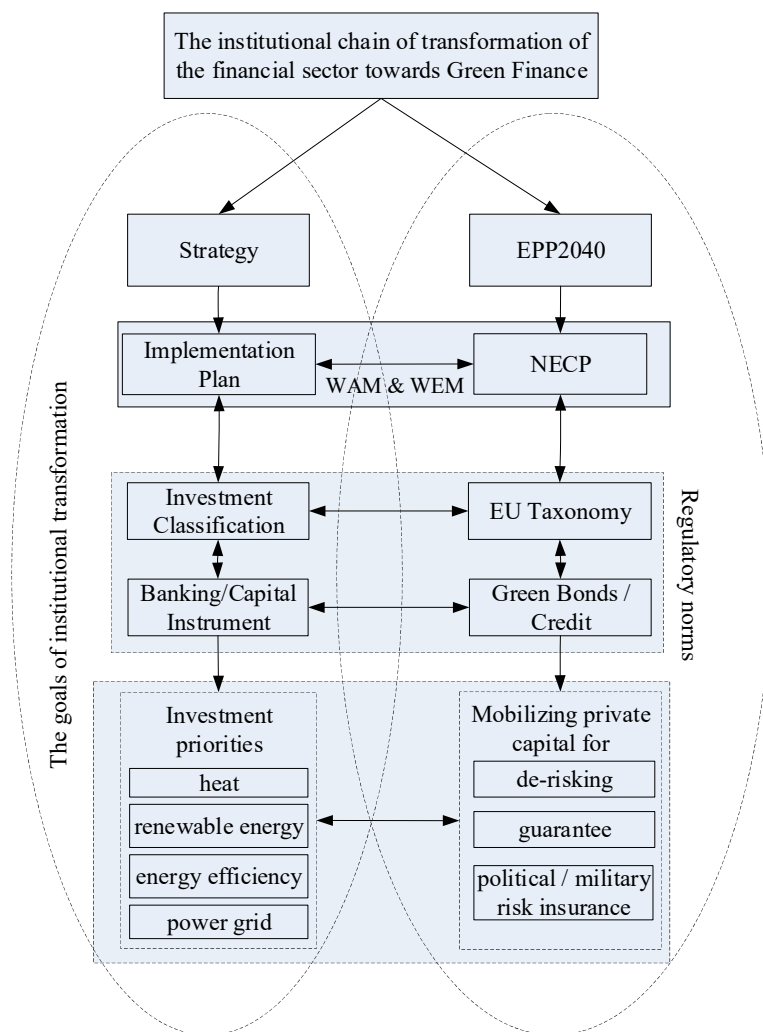 The institutional chain of transformation of
the financial sector towards Green Finance
Strategy
EPP2040
Implementation
Plan
WAM & WEM
NECP
The goals of institutional transformation
Investment
Classification
EU Taxonomy
Banking/Capital
Instrument
Green Bonds /
Credit
Regulatory norms
Investment
priorities
heat
renewable energy
energy efficiency
power grid
Mobilizing private
capital for
de-risking
guarantee
political / military
risk insurance